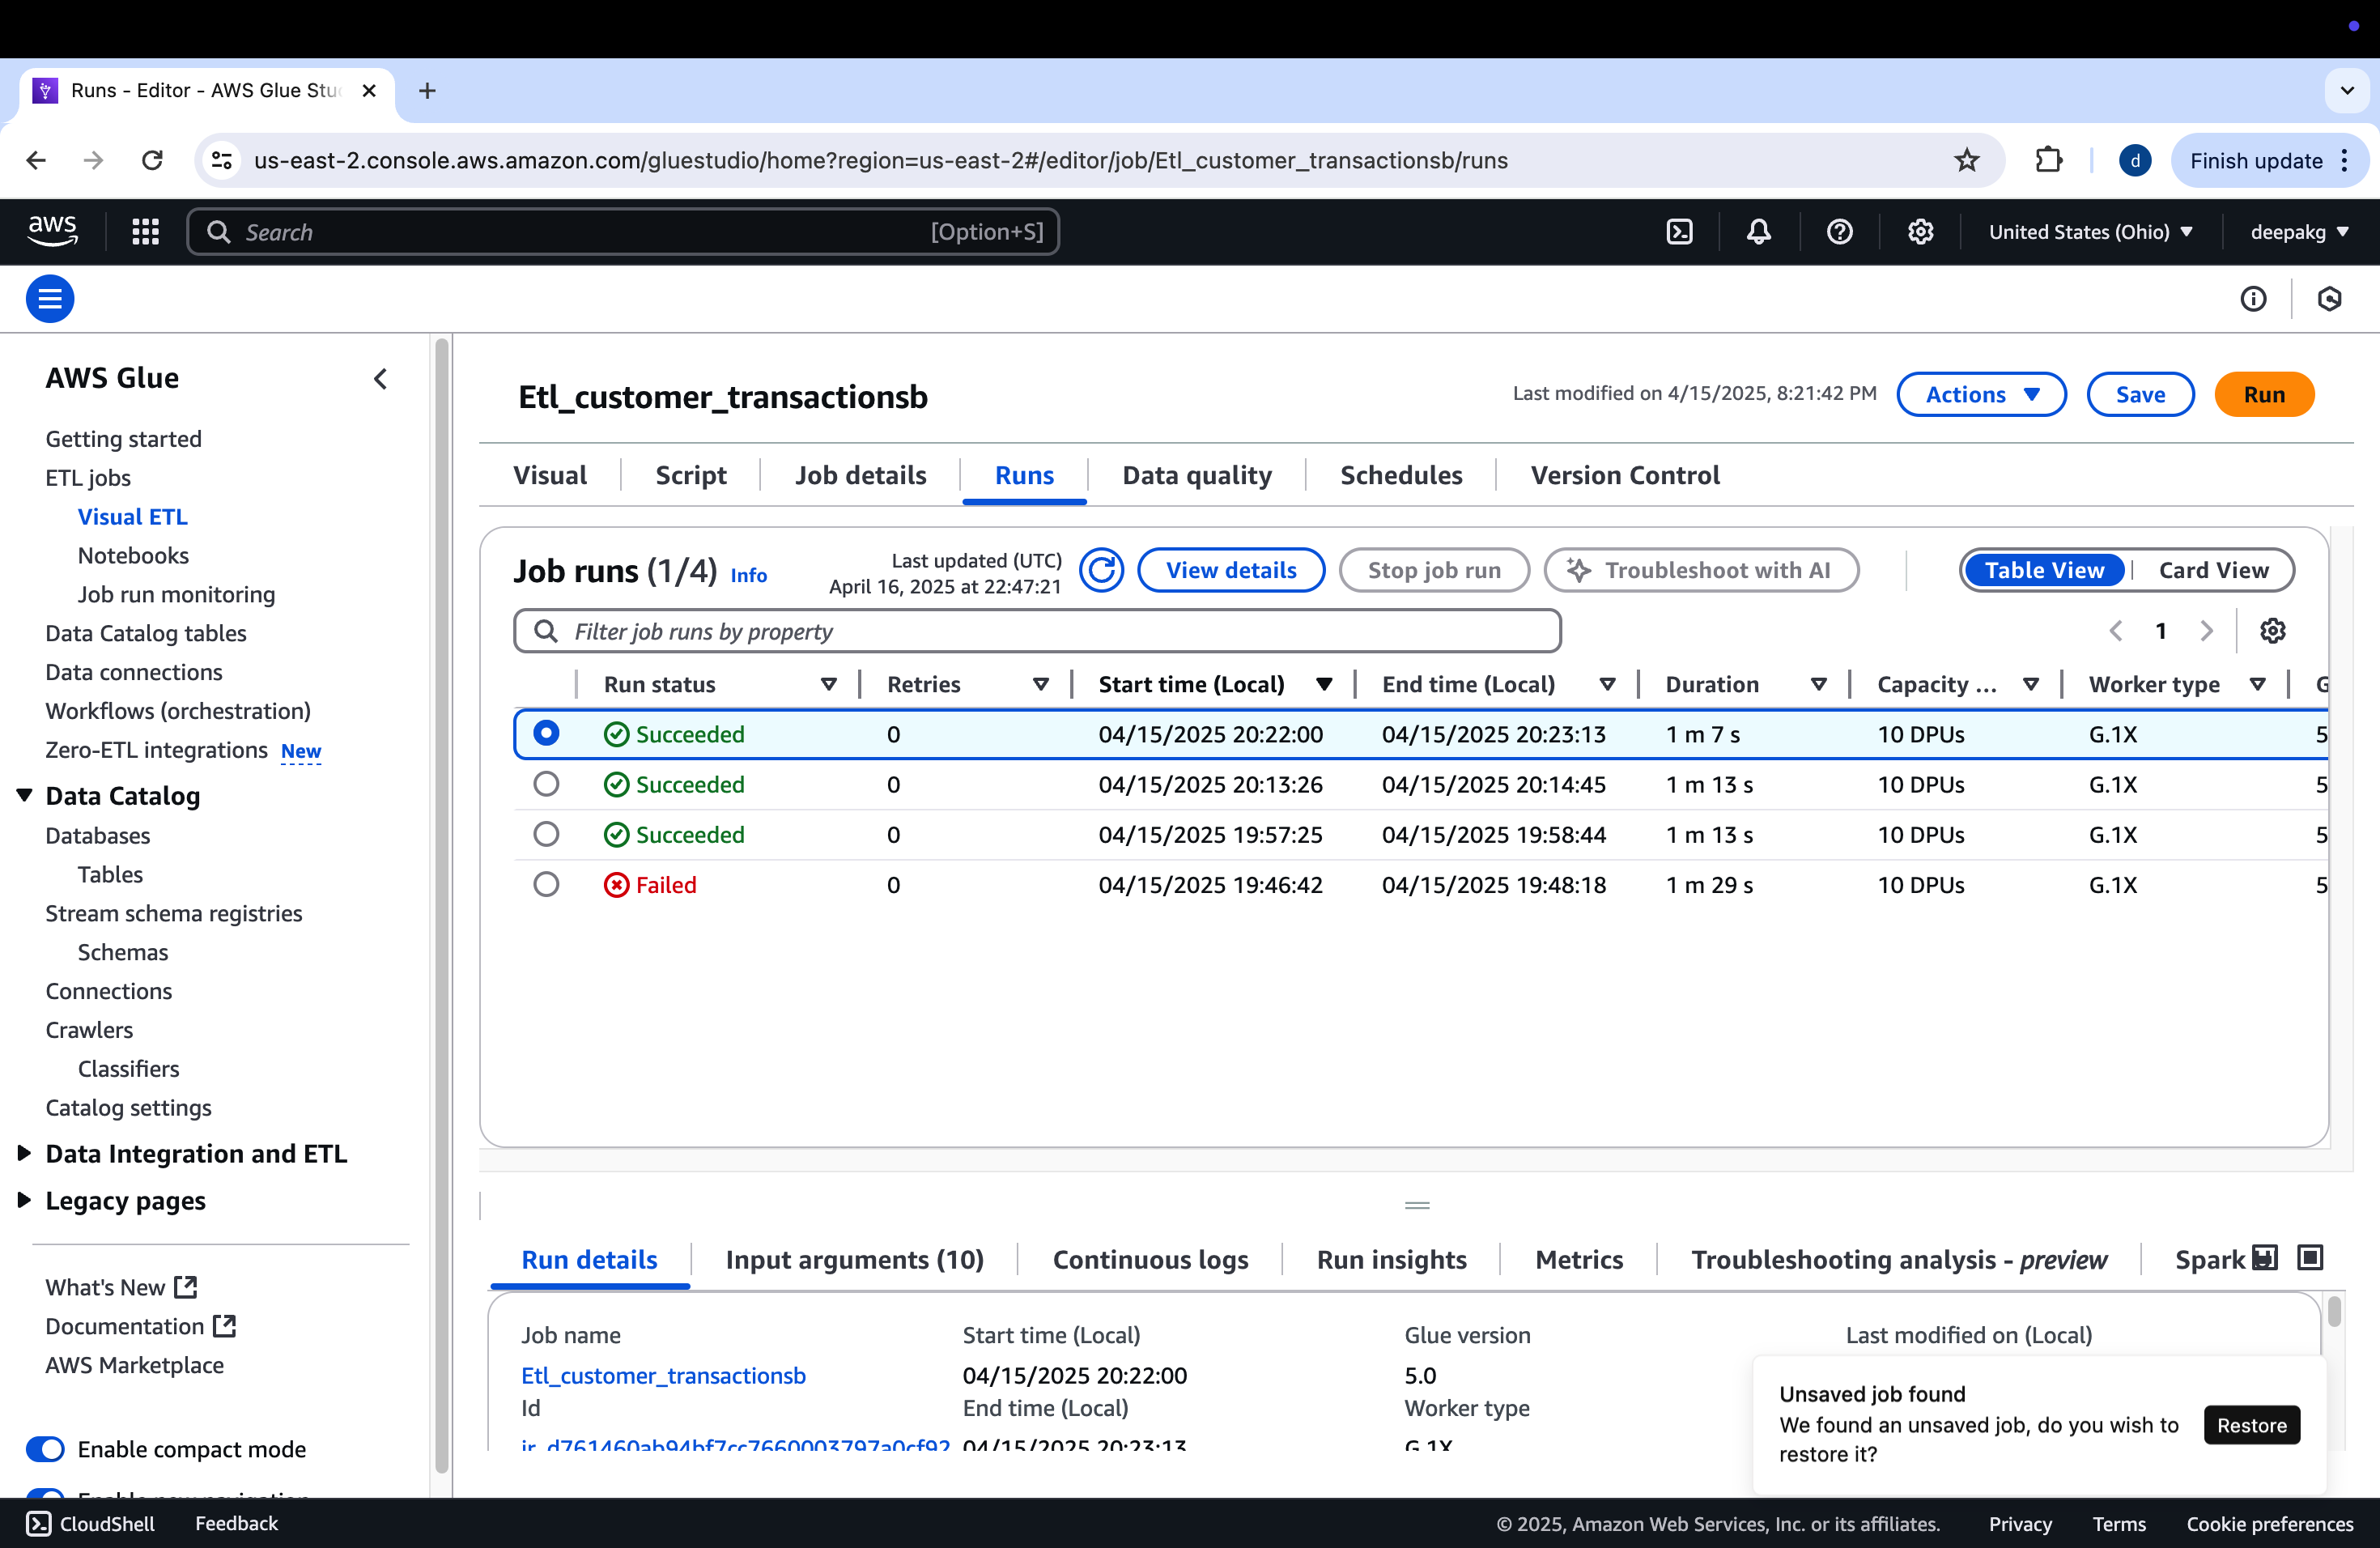 Runs - Editor - AWS Glue Stu
us-east-2.console.aws.amazon.com/gluestudio/home?region=us-east-2#/editor/job/Etl_customer_transactionsb/runs
d
Finish update
aws
Search
[Option+S]
United States (Ohio)
deepakg
AWS Glue
Getting started
ETL jobs
Visual ETL
Notebooks
Job run monitoring
Data Catalog tables
Data connections
Workflows (orchestration)
Zero-ETL integrations New
Data Catalog
Databases
Tables
Stream schema registries
Schemas
Connections
Crawlers
Classifiers
Catalog settings
Data Integration and ETL
Legacy pages
What's New
Documentation
AWS Marketplace
Enable compact mode
Etl_customer_transactionsb
Last modified on 4/15/2025, 8:21:42 PM
Actions
Save
Run
Visual
Script
Job details
Runs
Data quality
Schedules
Version Control
Job runs (1/4) Info
Last updated (UTC)
April 16, 2025 at 22:47:21
View details
Stop job run
Troubleshoot with AI
Table View
Card View
Filter job runs by property
1
Run status Retries Start time (Local) End time (Local) Duration Capacity ... Worker type G
Succeeded 0 04/15/2025 20:22:00 04/15/2025 20:23:13 1 m 7 s 10 DPUs G.1X 5
Succeeded 0 04/15/2025 20:13:26 04/15/2025 20:14:45 1 m 13 s 10 DPUs G.1X 5
Succeeded 0 04/15/2025 19:57:25 04/15/2025 19:58:44 1 m 13 s 10 DPUs G.1X 5
Failed 0 04/15/2025 19:46:42 04/15/2025 19:48:18 1 m 29 s 10 DPUs G.1X 5
Run details
Input arguments (10)
Continuous logs
Run insights
Metrics
Troubleshooting analysis - preview
Spark
Job name
Start time (Local)
Glue version
Last modified on (Local)
Etl_customer_transactionsb
04/15/2025 20:22:00
5.0
Id
End time (Local)
Worker type
jr_d761460ab94bf7cc7660003797a0cf92
04/15/2025 20:23:13
G.1X
Unsaved job found
We found an unsaved job, do you wish to
restore it?
Restore
CloudShell
Feedback
© 2025, Amazon Web Services, Inc. or its affiliates.
Privacy
Terms
Cookie preferences